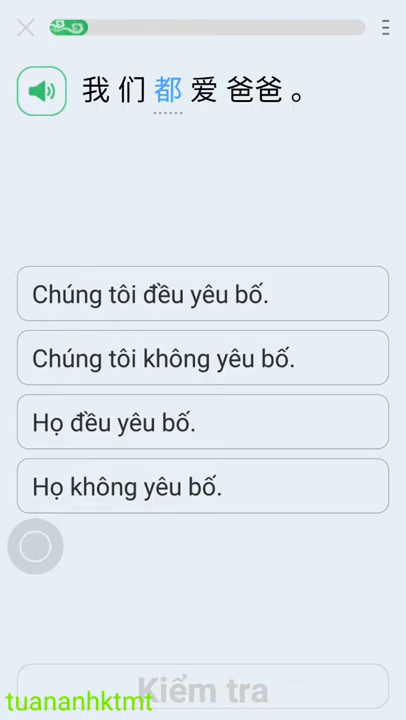 我们都爱爸爸。
Chúng tôi đều yêu bố.
Chúng tôi không yêu bố.
Họ đều yêu bố.
Họ không yêu bố.
Kiểm tra
tuananhktmt